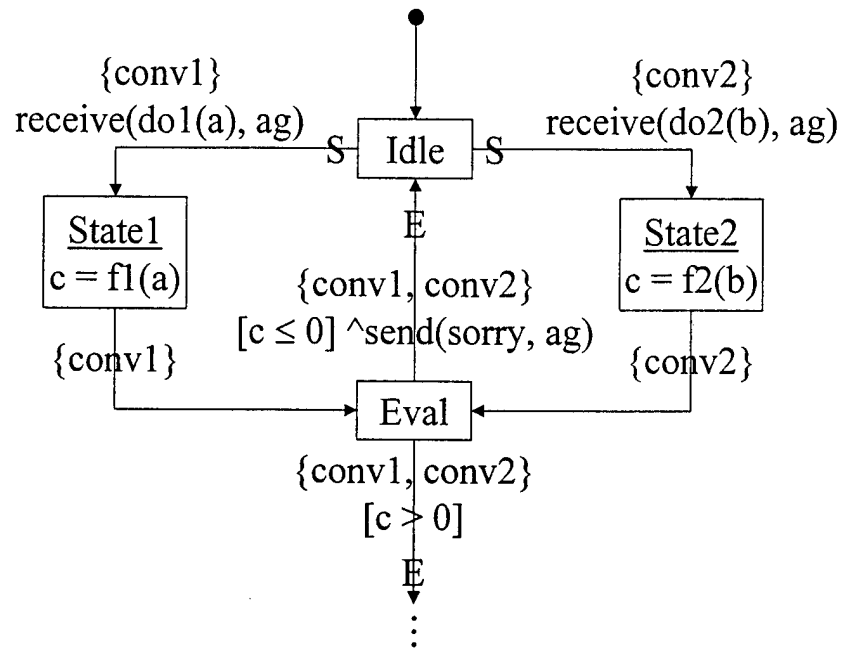 {conv1}
receive(do1(a), ag)
{conv2}
receive(do2(b), ag)
S
Idle
S
State1
c = f1(a)
E
State2
c = f2(b)
{conv1, conv2}
[c ≤ 0] ^send(sorry, ag)
{conv1}
{conv2}
Eval
{conv1, conv2}
[c > 0]
E
⋮